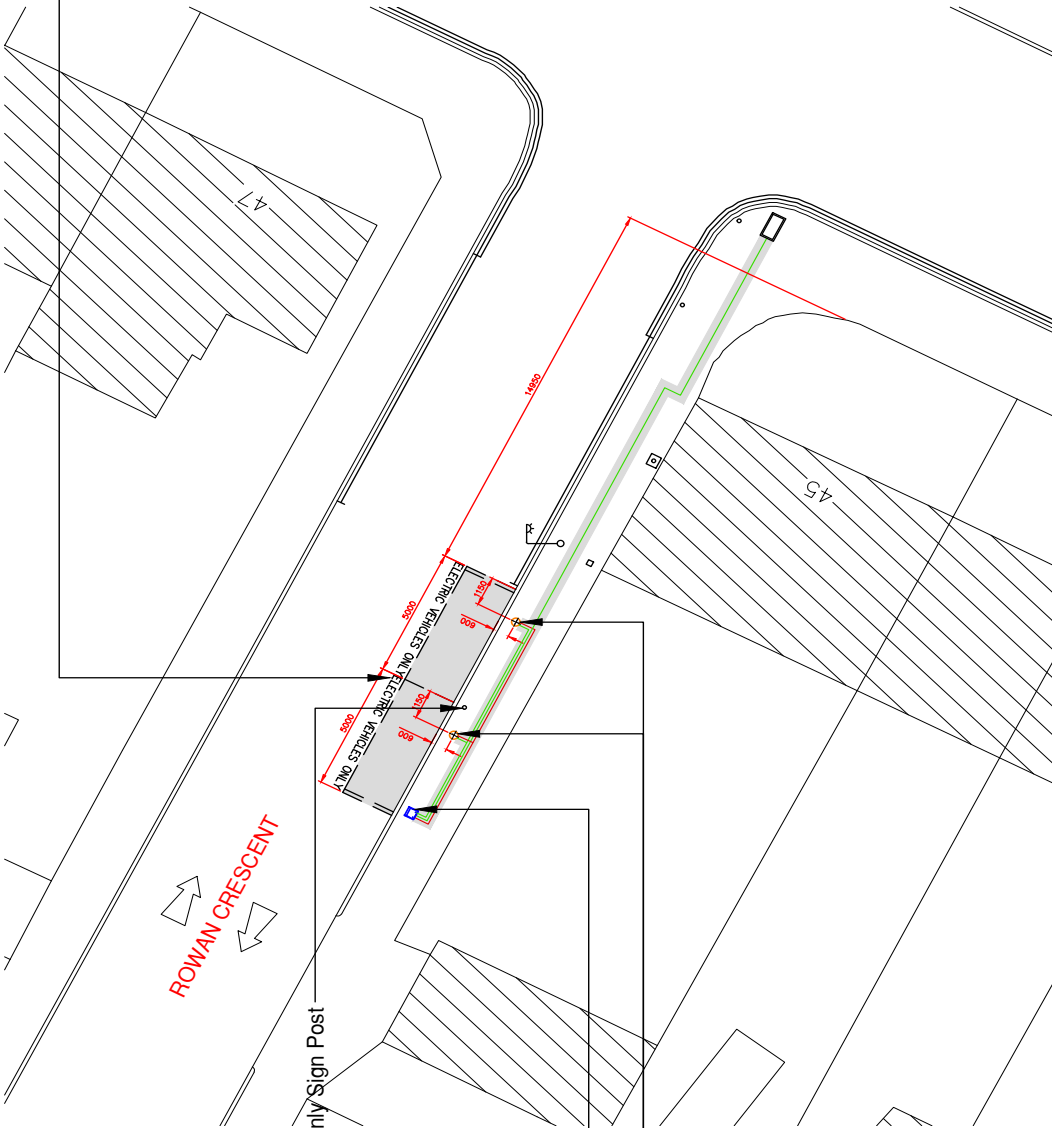 47
14950
45
5000
ELECTRIC VEHICLES ONLY
1150
600
5000
ELECTRIC VEHICLES ONLY
1150
600
ROWAN CRESCENT
nly Sign Post